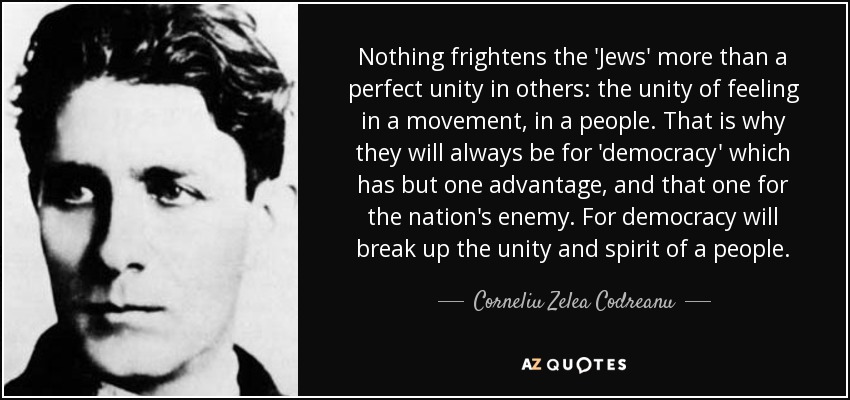 Nothing frightens the 'Jews' more than a
perfect unity in others: the unity of feeling
in a movement, in a people. That is why
they will always be for 'democracy' which
has but one advantage, and that one for
the nation's enemy. For democracy will
break up the unity and spirit of a people.
Corneliu Zelea Codreanu
AZ QUOTES